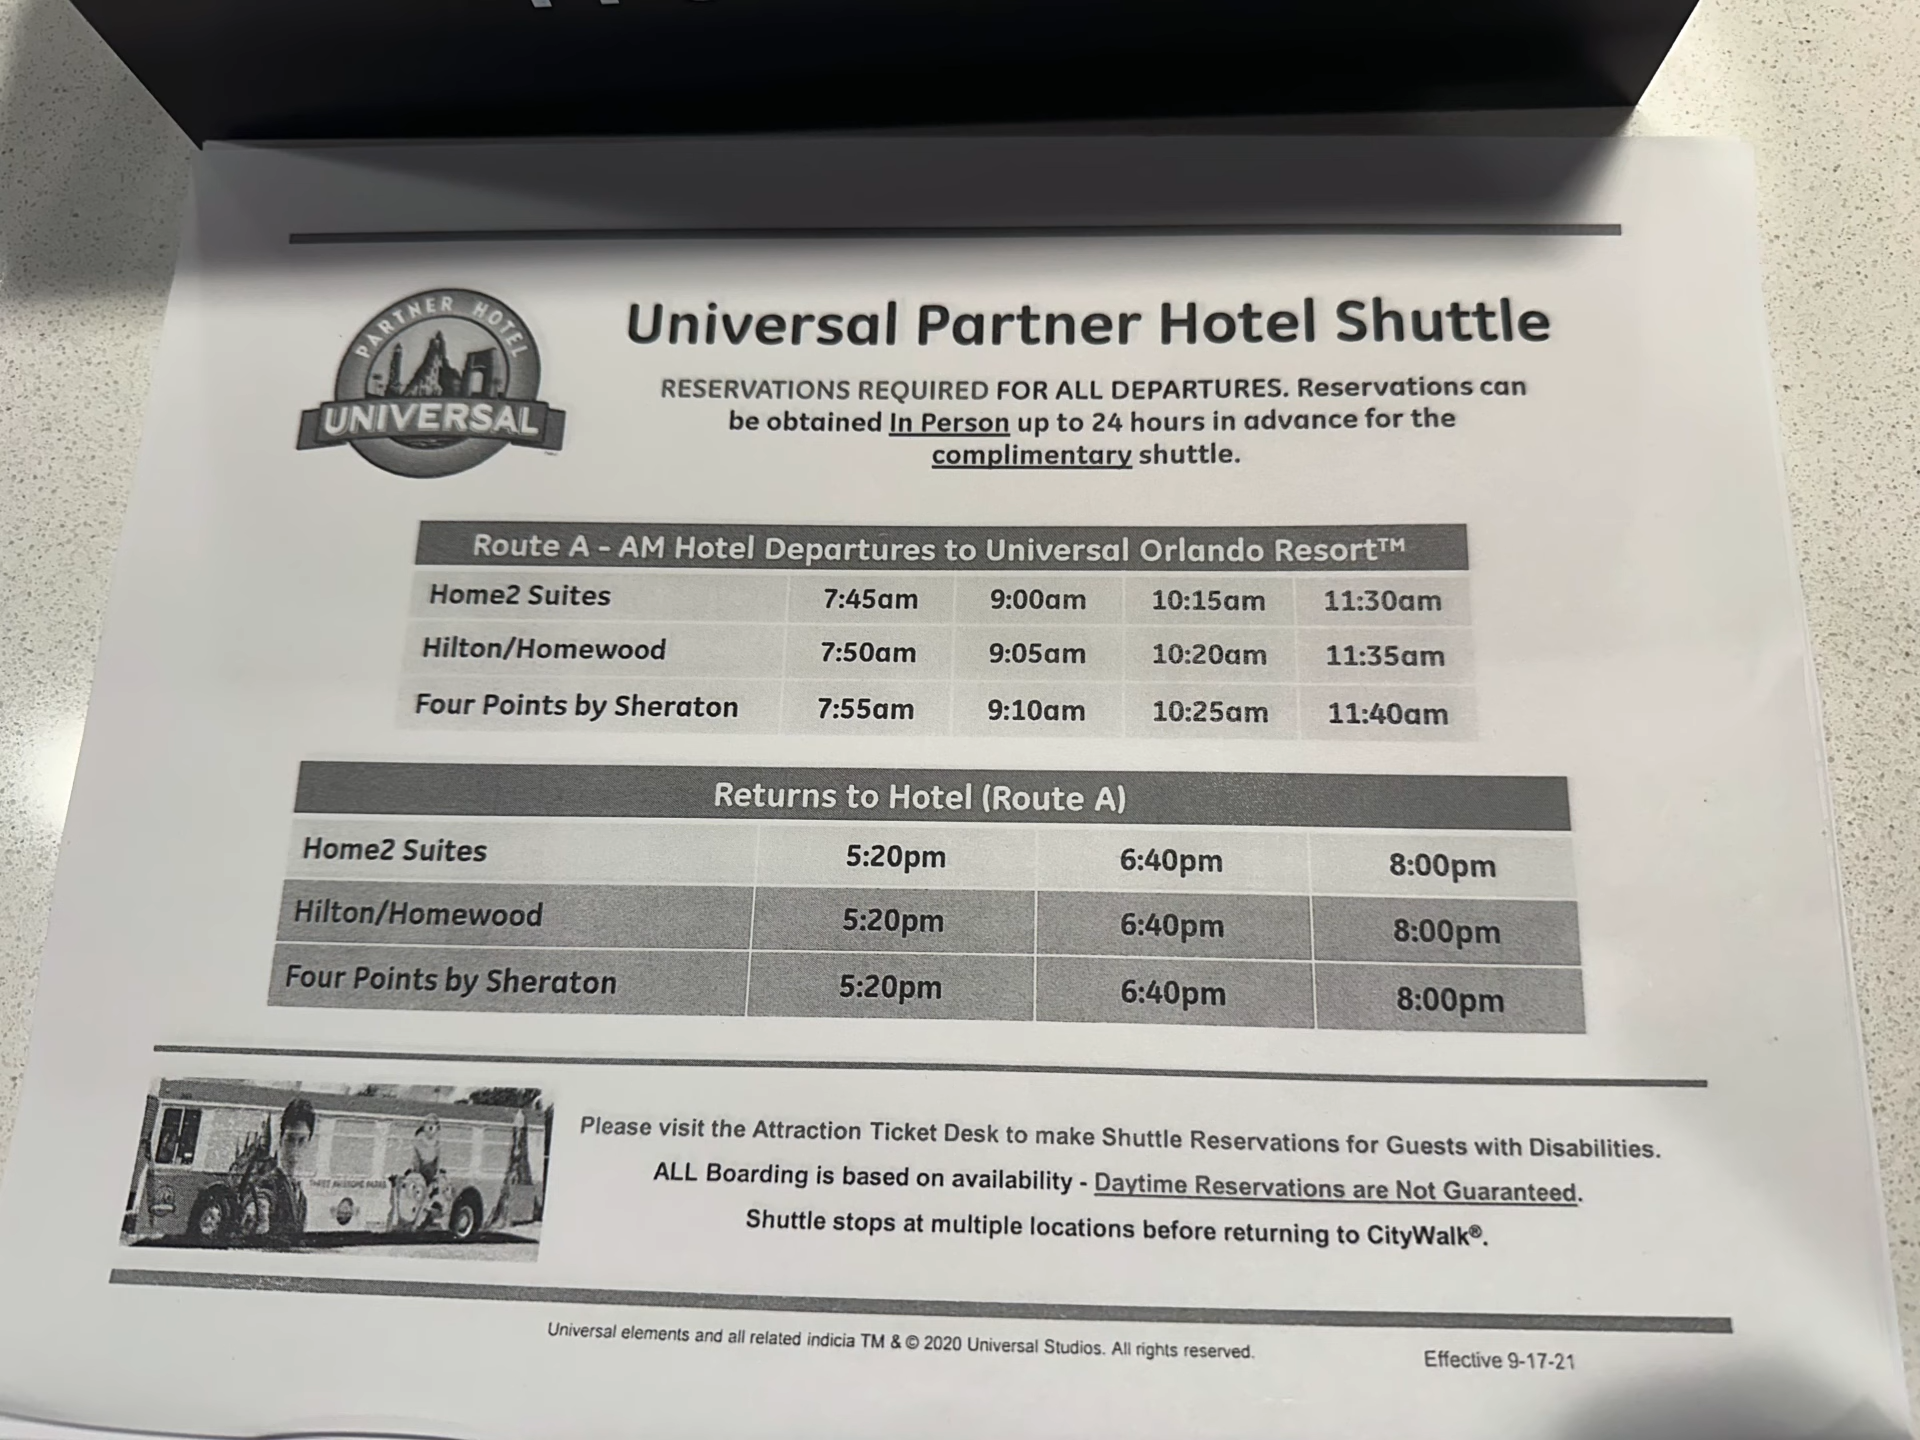 PARTNER HOTEL
UNIVERSAL
Universal Partner Hotel Shuttle
RESERVATIONS REQUIRED FOR ALL DEPARTURES. Reservations can
be obtained In Person up to 24 hours in advance for the
complimentary shuttle.
Route A - AM Hotel Departures to Universal Orlando Resort™
Home2 Suites 7:45am 9:00am 10:15am 11:30am
Hilton/Homewood 7:50am 9:05am 10:20am 11:35am
Four Points by Sheraton 7:55am 9:10am 10:25am 11:40am
Returns to Hotel (Route A)
Home2 Suites 5:20pm 6:40pm 8:00pm
Hilton/Homewood 5:20pm 6:40pm 8:00pm
Four Points by Sheraton 5:20pm 6:40pm 8:00pm
THREE AWESOME PARKS
Please visit the Attraction Ticket Desk to make Shuttle Reservations for Guests with Disabilities.
ALL Boarding is based on availability - Daytime Reservations are Not Guaranteed.
Shuttle stops at multiple locations before returning to CityWalk®.
Universal elements and all related indicia TM & © 2020 Universal Studios. All rights reserved.
Effective 9-17-21